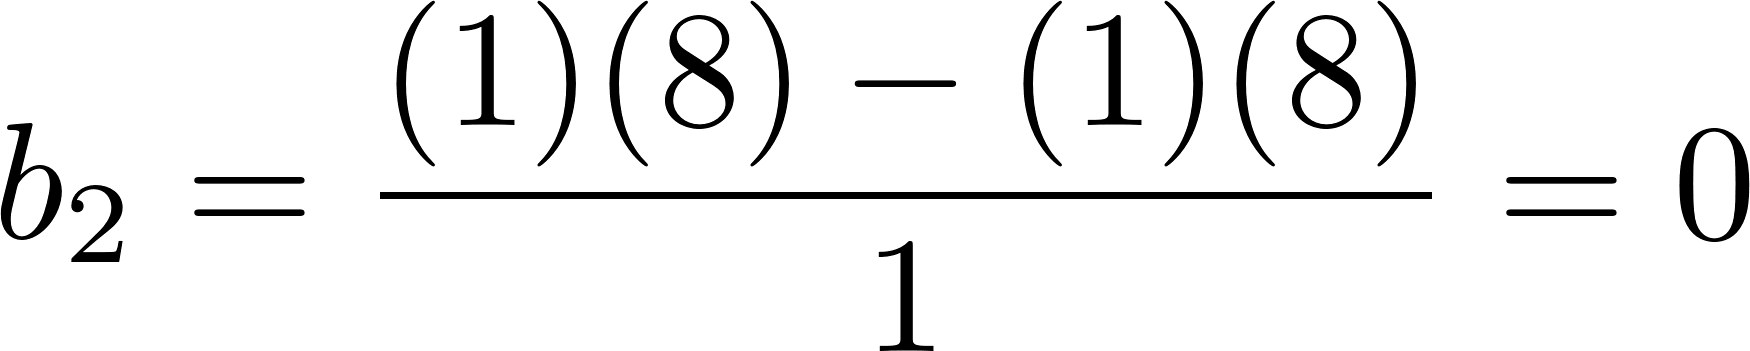 b_2 = \frac{(1)(8) - (1)(8)}{1} = 0